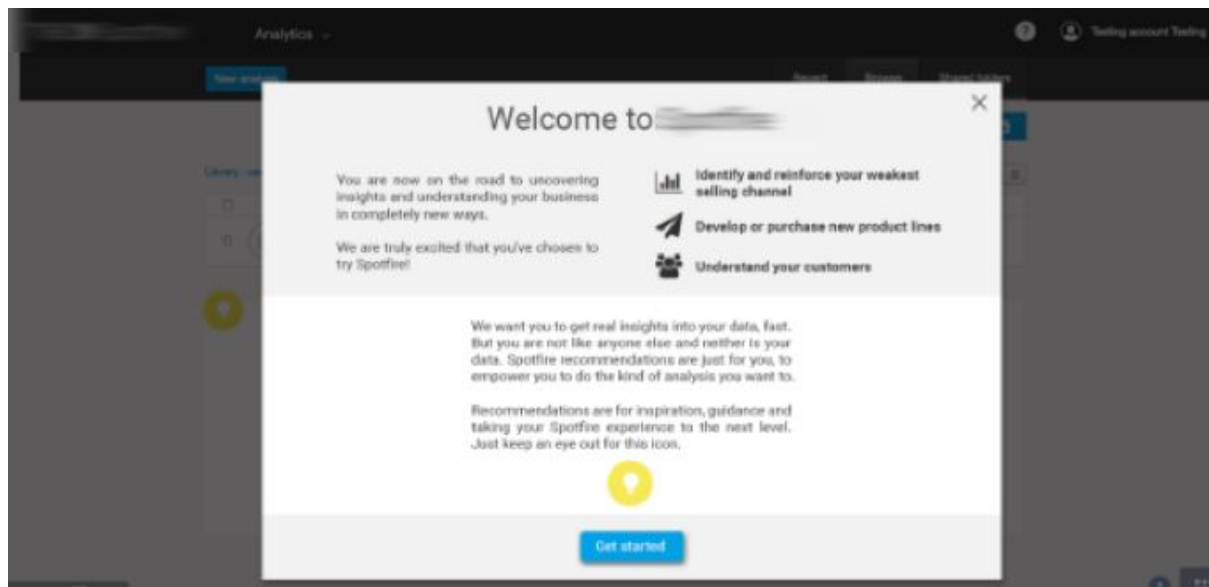 Analytics
Testing account Testing
New analysis
Recent Browse Shared folders
Welcome to
You are now on the road to uncovering
insights and understanding your business
in completely new ways.
We are truly excited that you've chosen to
try Spotfire!
Identify and reinforce your weakest
selling channel
Develop or purchase new product lines
Understand your customers
We want you to get real insights into your data, fast.
But you are not like anyone else and neither is your
data. Spotfire recommendations are just for you, to
empower you to do the kind of analysis you want to.
Recommendations are for inspiration, guidance and
taking your Spotfire experience to the next level.
Just keep an eye out for this icon.
Get started